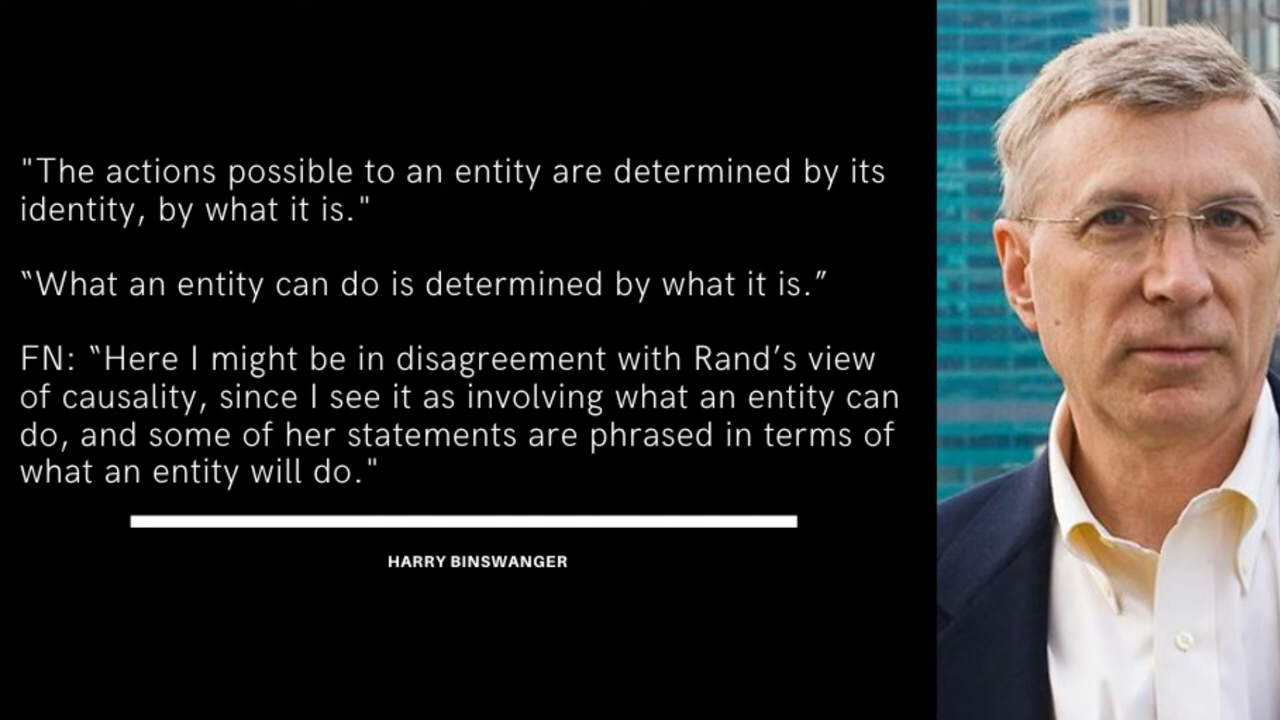 "The actions possible to an entity are determined by its
identity, by what it is."
“What an entity can do is determined by what it is.”
FN: “Here I might be in disagreement with Rand’s view
of causality, since I see it as involving what an entity can
do, and some of her statements are phrased in terms of
what an entity will do."
HARRY BINSWANGER